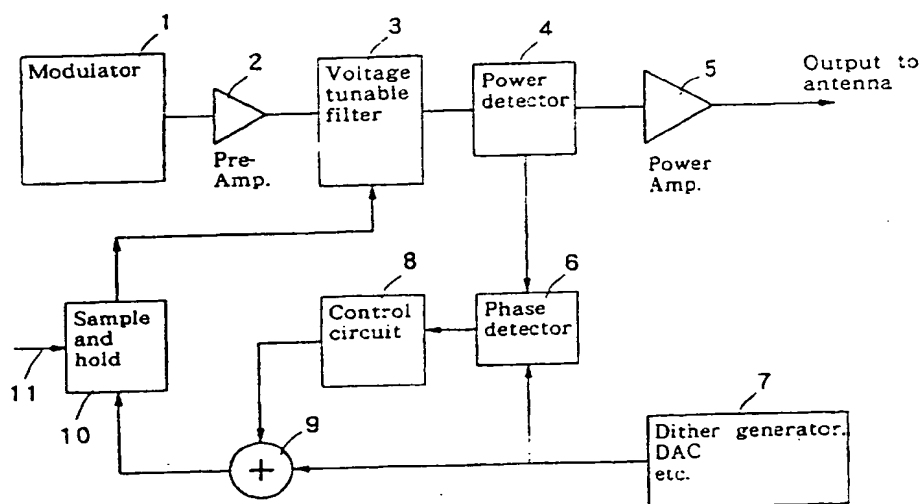 1
Modulator
2
Pre-
Amp.
3
Voltage
tunable
filter
4
Power
detector
5
Power
Amp.
Output to
antenna
6
Phase
detector
8
Control
circuit
Sample
and
hold
11
10
9
+
7
Dither generator.
DAC
etc.